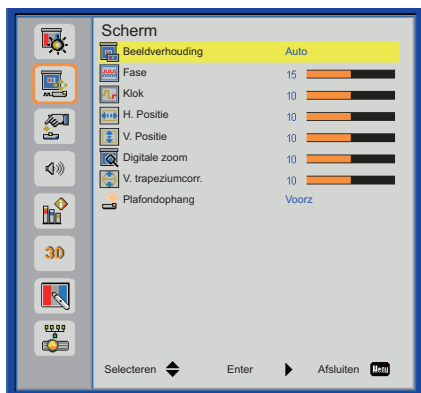 Scherm
Beeldverhouding Auto
Fase 15
Klok 10
H. Positie 10
V. Positie 10
Digitale zoom 10
V. trapeziumcorr. 10
Plafondophang Voorz
3D
Selecteren Enter Afsluiten Menu